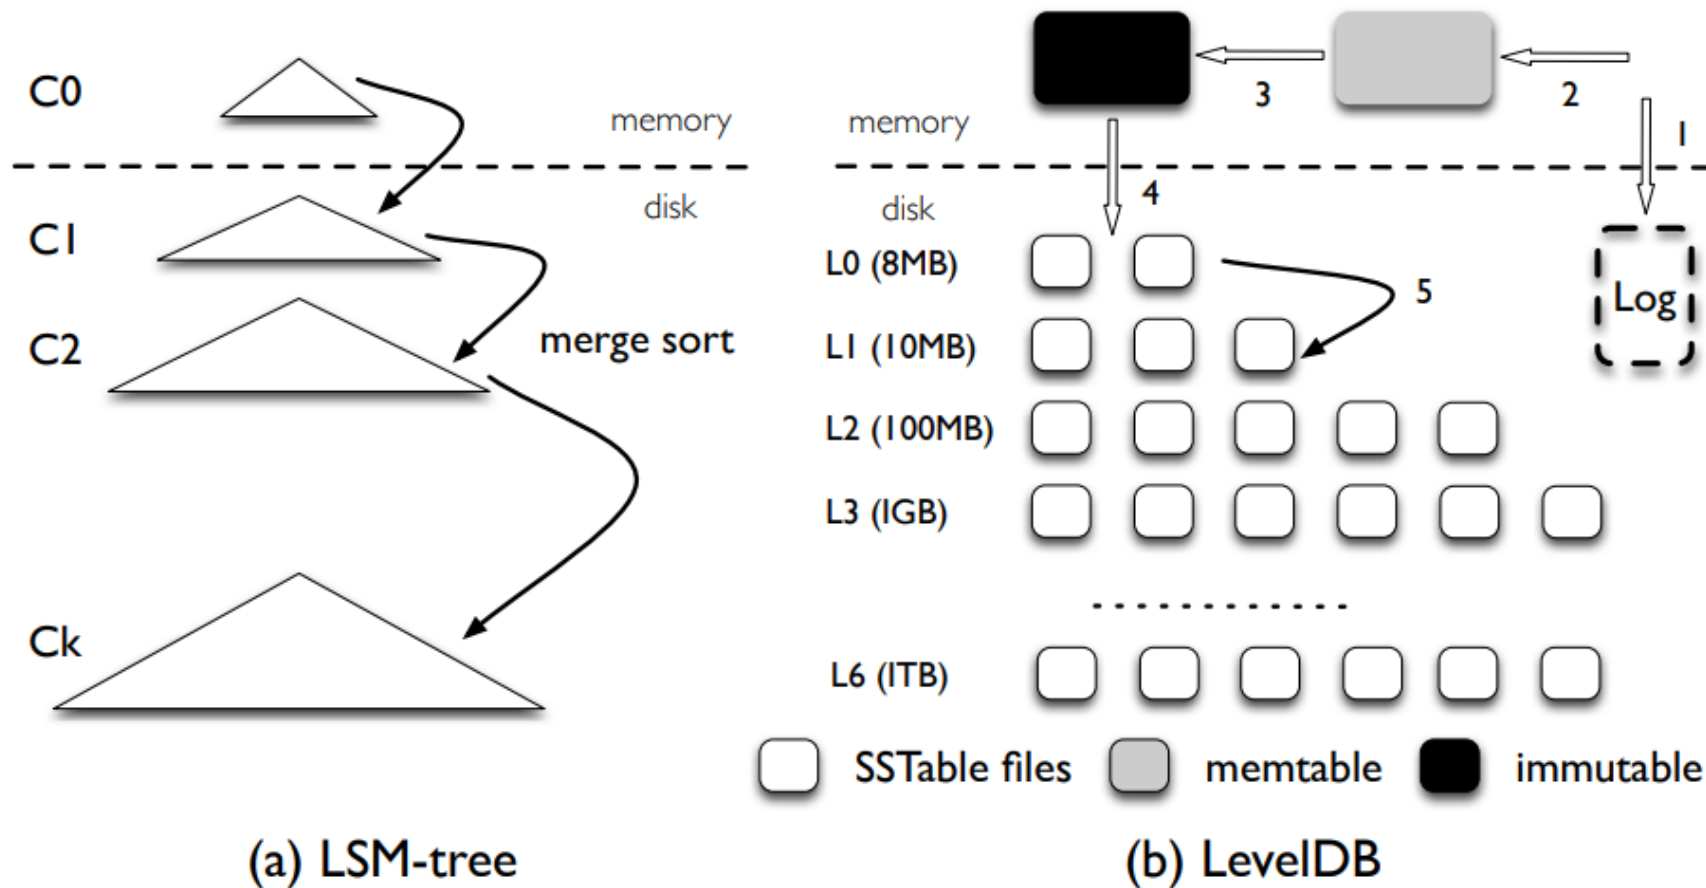 C0
memory
disk
C1
C2
merge sort
Ck
(a) LSM-tree
3
2
1
memory
4
disk
L0 (8MB)
5
Log
L1 (10MB)
L2 (100MB)
L3 (1GB)
L6 (1TB)
SSTable files
memtable
immutable
(b) LevelDB